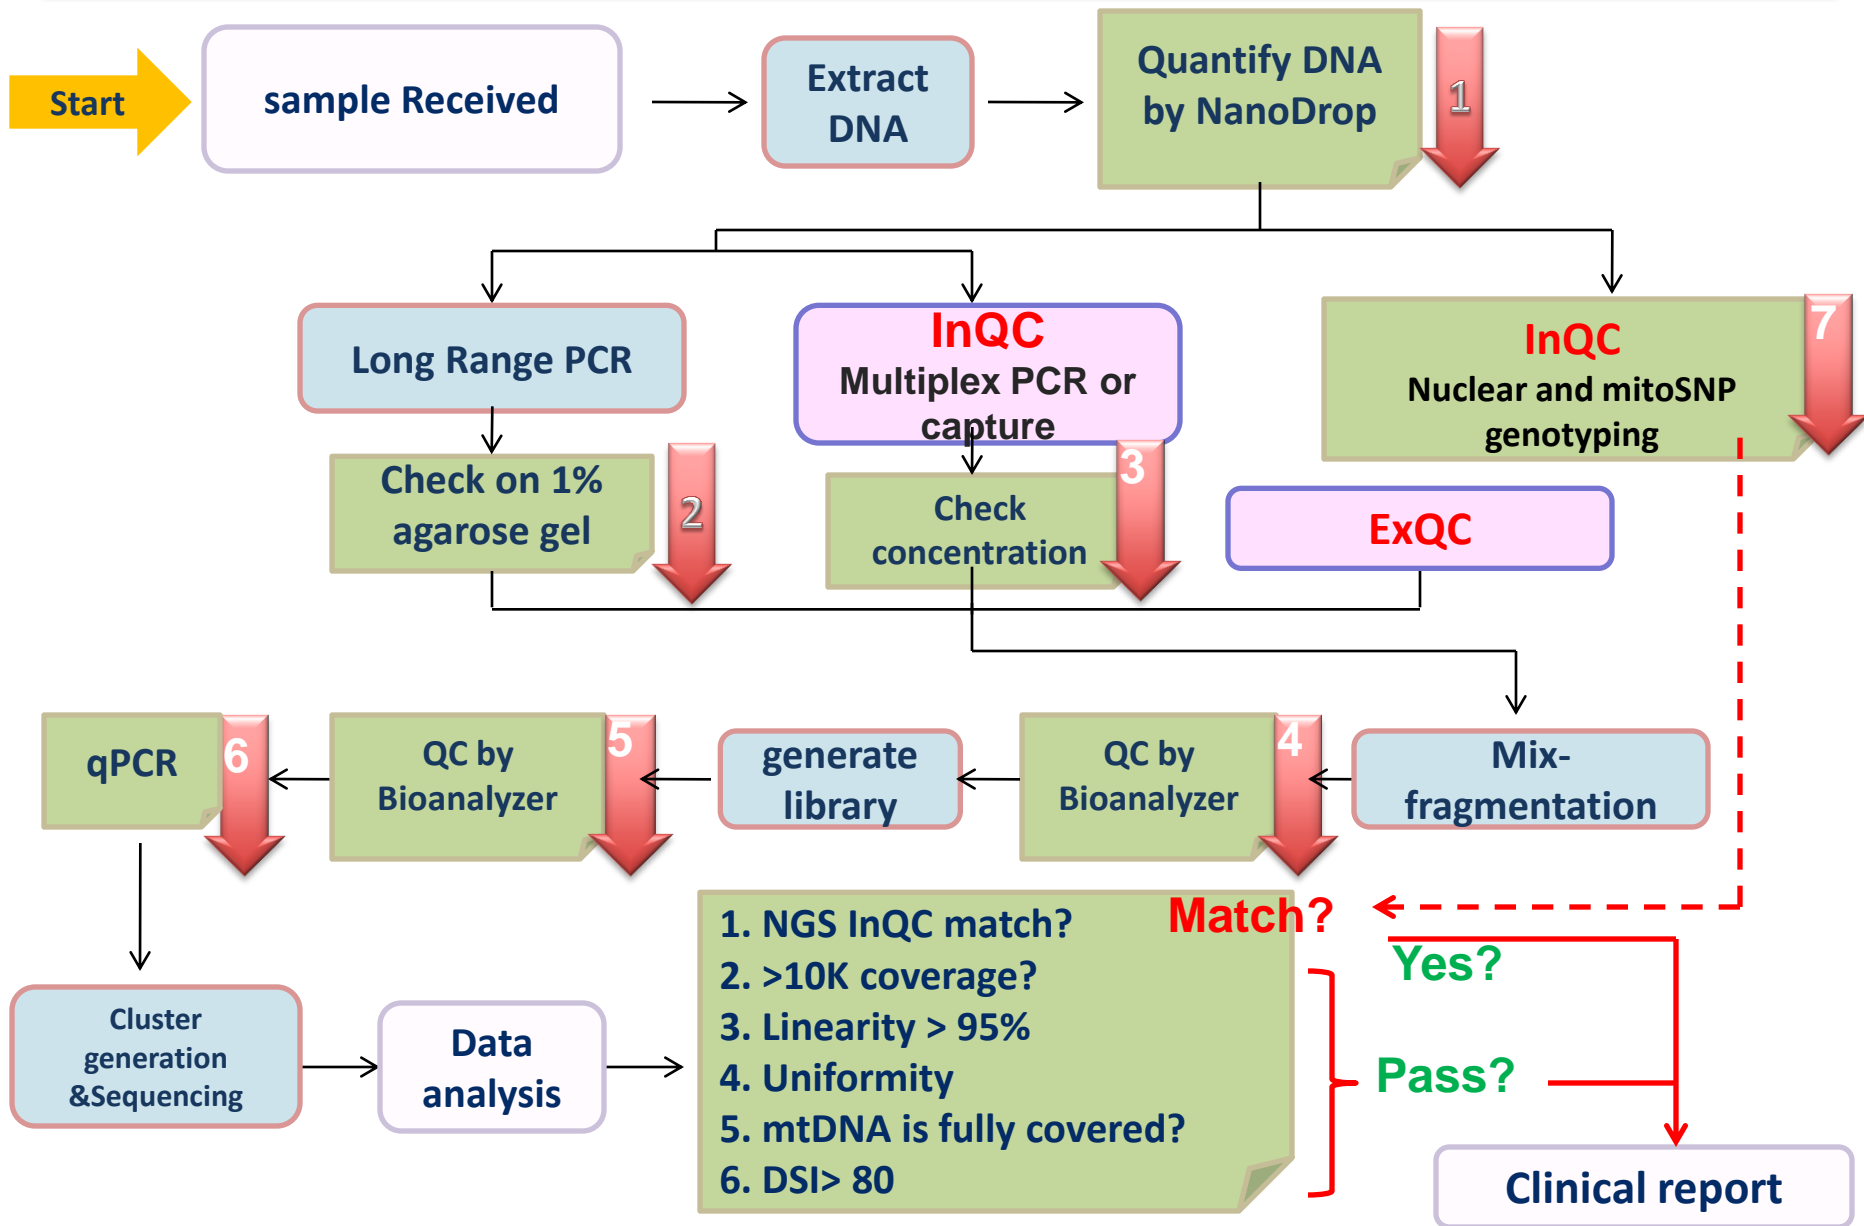 Start
sample Received
Extract
DNA
Quantify DNA
by NanoDrop
1
Long Range PCR
InQC
Multiplex PCR or
capture
InQC
Nuclear and mitoSNP
genotyping
7
Check on 1%
agarose gel
2
Check
concentration
3
ExQC
qPCR
6
QC by
Bioanalyzer
5
generate
library
QC by
Bioanalyzer
4
Mix-
fragmentation
Cluster
generation
&Sequencing
Data
analysis
1. NGS InQC match?
2. >10K coverage?
3. Linearity > 95%
4. Uniformity
5. mtDNA is fully covered?
6. DSI> 80
Match?
Yes?
Pass?
Clinical report